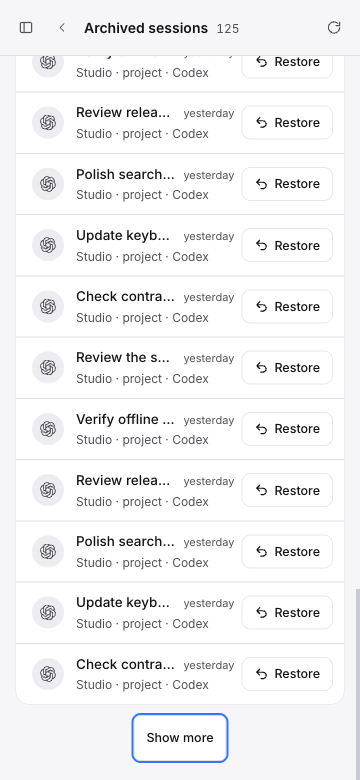 Archived sessions 125
Studio · project · Codex
Restore
Review relea... yesterday
Studio · project · Codex
Restore
Polish search... yesterday
Studio · project · Codex
Restore
Update keyb... yesterday
Studio · project · Codex
Restore
Check contra... yesterday
Studio · project · Codex
Restore
Review the s... yesterday
Studio · project · Codex
Restore
Verify offline ... yesterday
Studio · project · Codex
Restore
Review relea... yesterday
Studio · project · Codex
Restore
Polish search... yesterday
Studio · project · Codex
Restore
Update keyb... yesterday
Studio · project · Codex
Restore
Check contra... yesterday
Studio · project · Codex
Restore
Show more